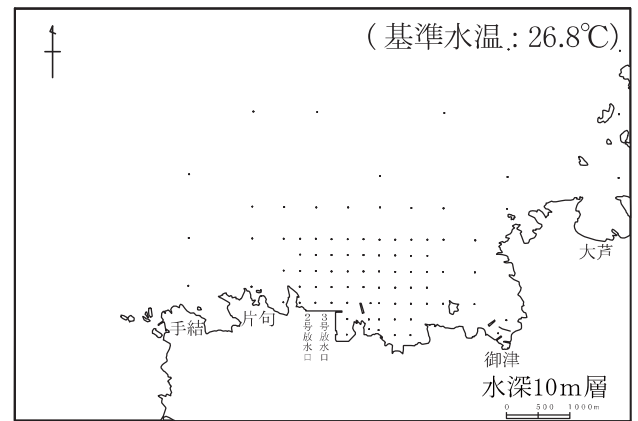 (基準水温:26.8℃)
大芦
手結
片句
2号放水口
3号放水口
御津
水深10m層
0 500 1000m